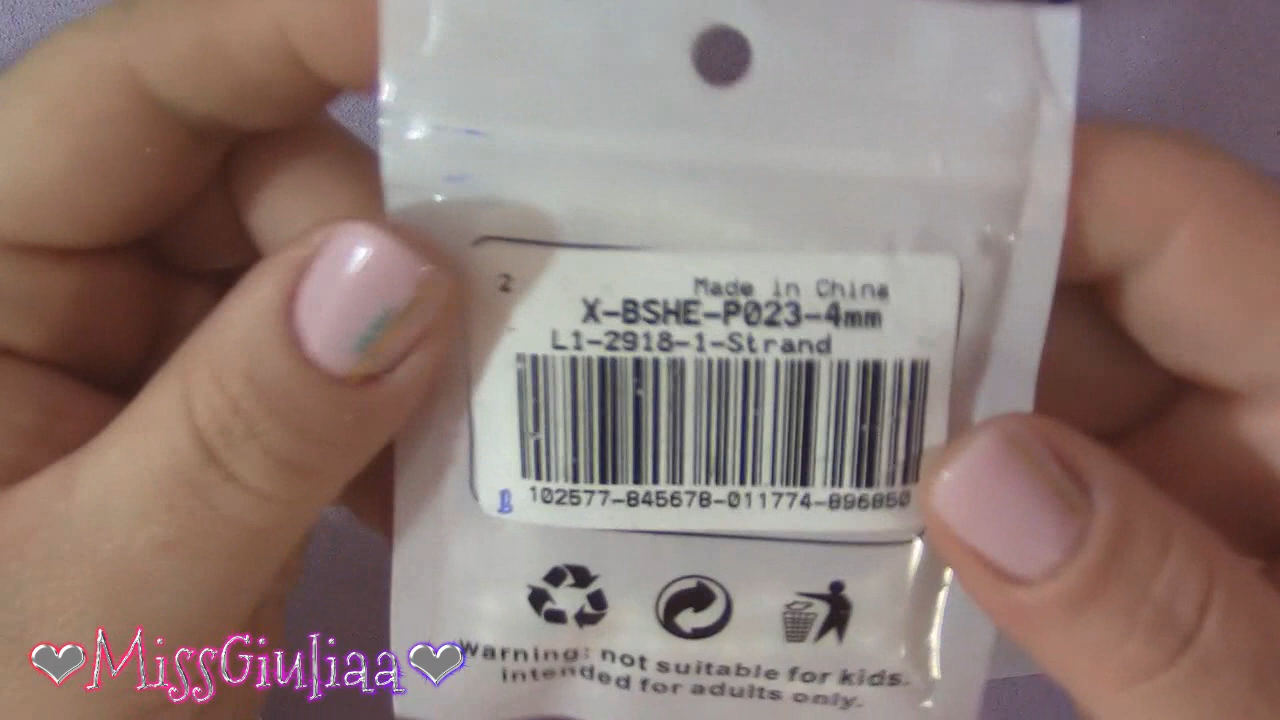 2
Made in China
X-BSHE-P023-4mm
L1-2918-1-Strand
B 102577-845678-011774-896850
Warning: not suitable for kids.
intended for adults only.
❤MissGiuliaa❤